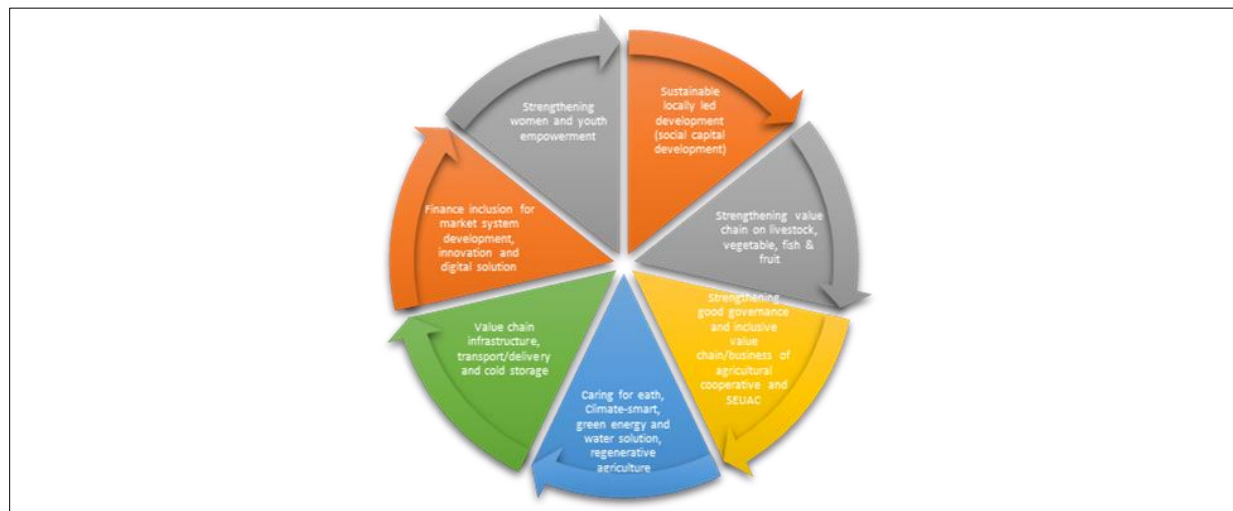 Sustainable
locally led
development
(social capital
development)
Strengthening value
chain on livestock,
vegetable, fish &
fruit
Strengthening
good governance
and inclusive
value
chain/business of
agricultural
cooperative and
SEUAC
Caring for eath,
Climate-smart,
green energy and
water solution,
regenerative
agriculture
Value chain
infrastructure,
transport/delivery
and cold storage
Finance inclusion for
market system
development,
innovation and
digital solution
Strengthening
women and youth
empowerment